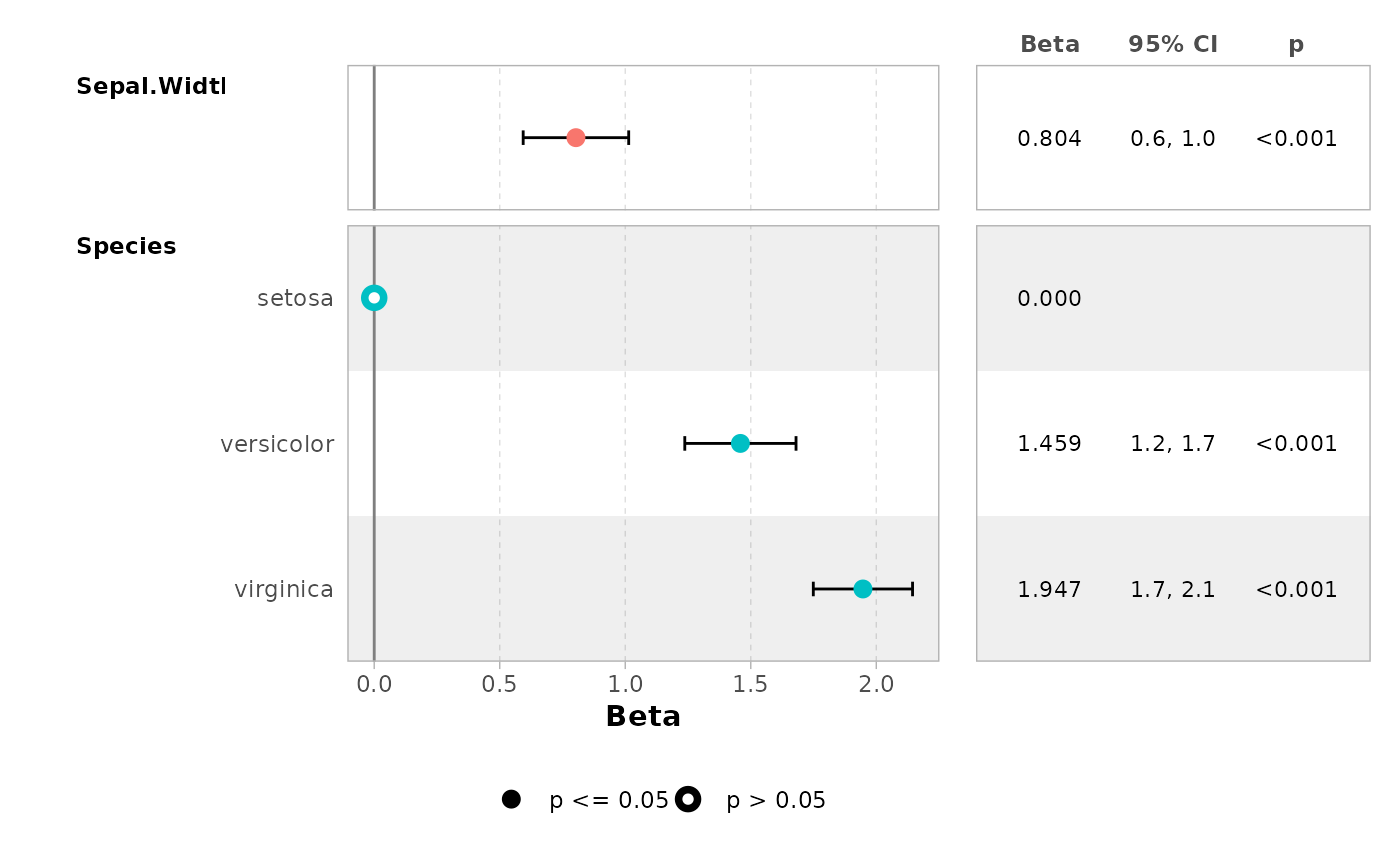 Beta 95% CI p
Sepal.Widtl
0.804 0.6, 1.0 <0.001
Species
setosa 0.000
versicolor 1.459 1.2, 1.7 <0.001
virginica 1.947 1.7, 2.1 <0.001
0.0 0.5 1.0 1.5 2.0
Beta
p <= 0.05 p > 0.05